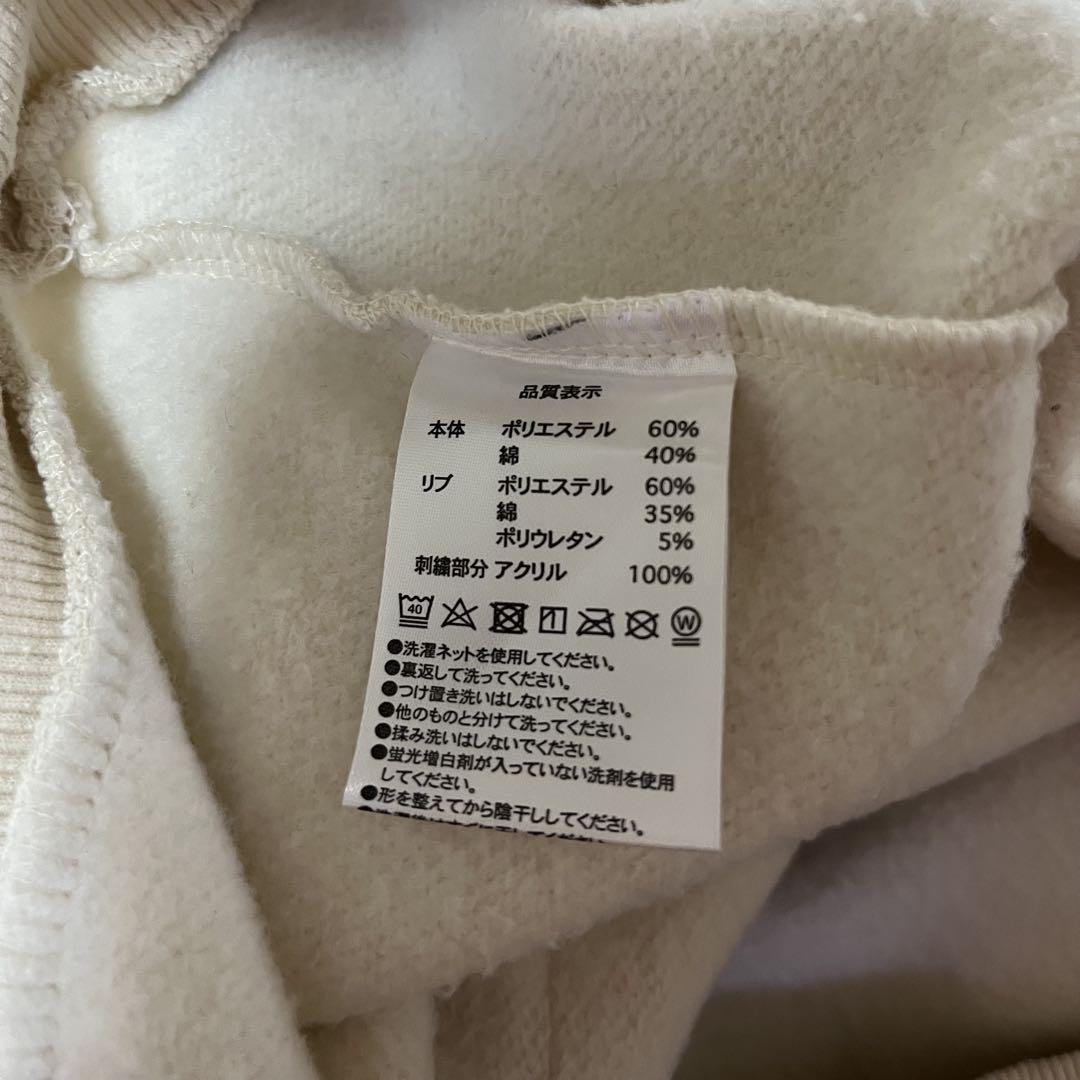 品質表示
本体 ポリエステル 60%
綿 40%
リブ ポリエステル 60%
綿 35%
ポリウレタン 5%
刺繍部分 アクリル 100%
40 W
●洗濯ネットを使用してください。
●裏返して洗ってください。
●つけ置き洗いはしないでください。
●他のものと分けて洗ってください。
●揉み洗いはしないでください。
●蛍光増白剤が入っていない洗剤を使用
してください。
●形を整えてから陰干ししてください。